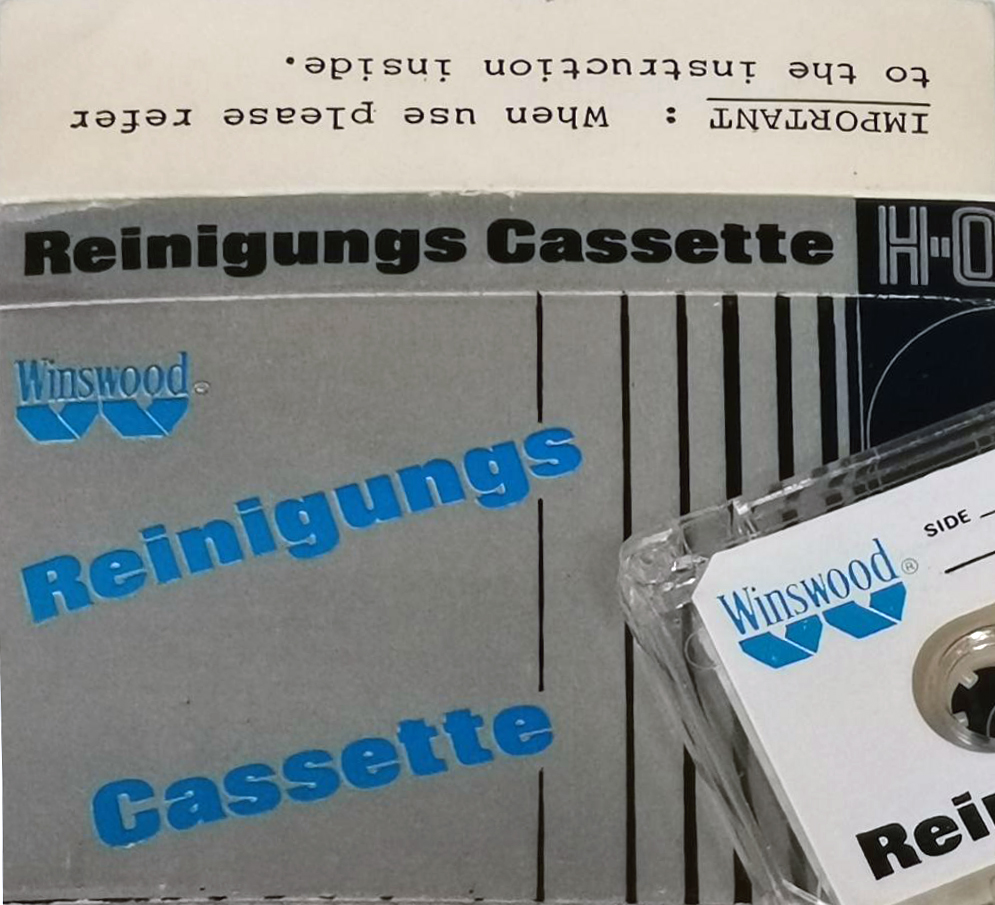 IMPORTANT : When use please refer
to the instruction inside.
Reinigungs Cassette
H-O
Winswood®
Reinigungs
Cassette
Winswood®
SIDE
Rei